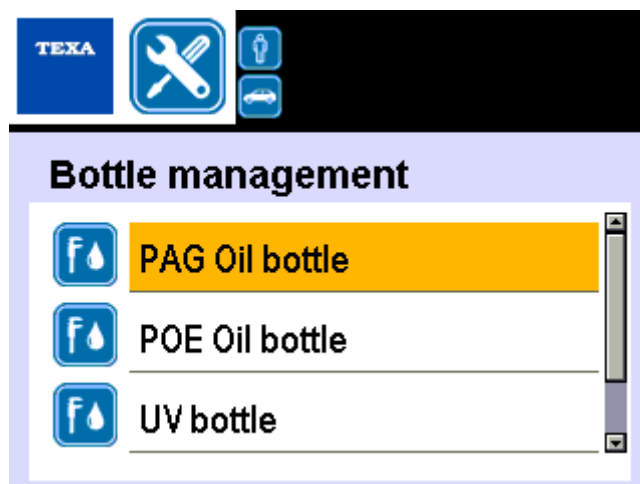 TEXA
Bottle management
PAG Oil bottle
POE Oil bottle
UV bottle